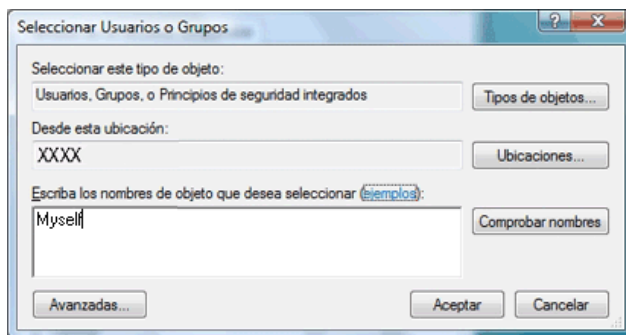 Seleccionar Usuarios o Grupos
Seleccionar este tipo de objeto:
Usuarios, Grupos, o Principios de seguridad integrados
Tipos de objetos...
Desde esta ubicación:
XXXX
Ubicaciones...
Escriba los nombres de objeto que desea seleccionar (ejemplos):
Myself
Comprobar nombres
Avanzadas...
Aceptar
Cancelar